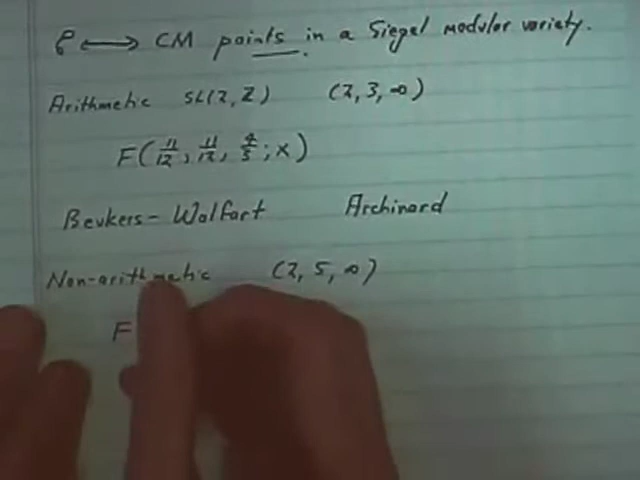 ℰ ⟷ CM points in a Siegel modular variety.
Arithmetic SL(2, Z) (2, 3, ∞)
F(11/12, 11/12, 4/5; x)
Beukers - Wolfart Archinard
Non-arithmetic (2, 5, ∞)
F